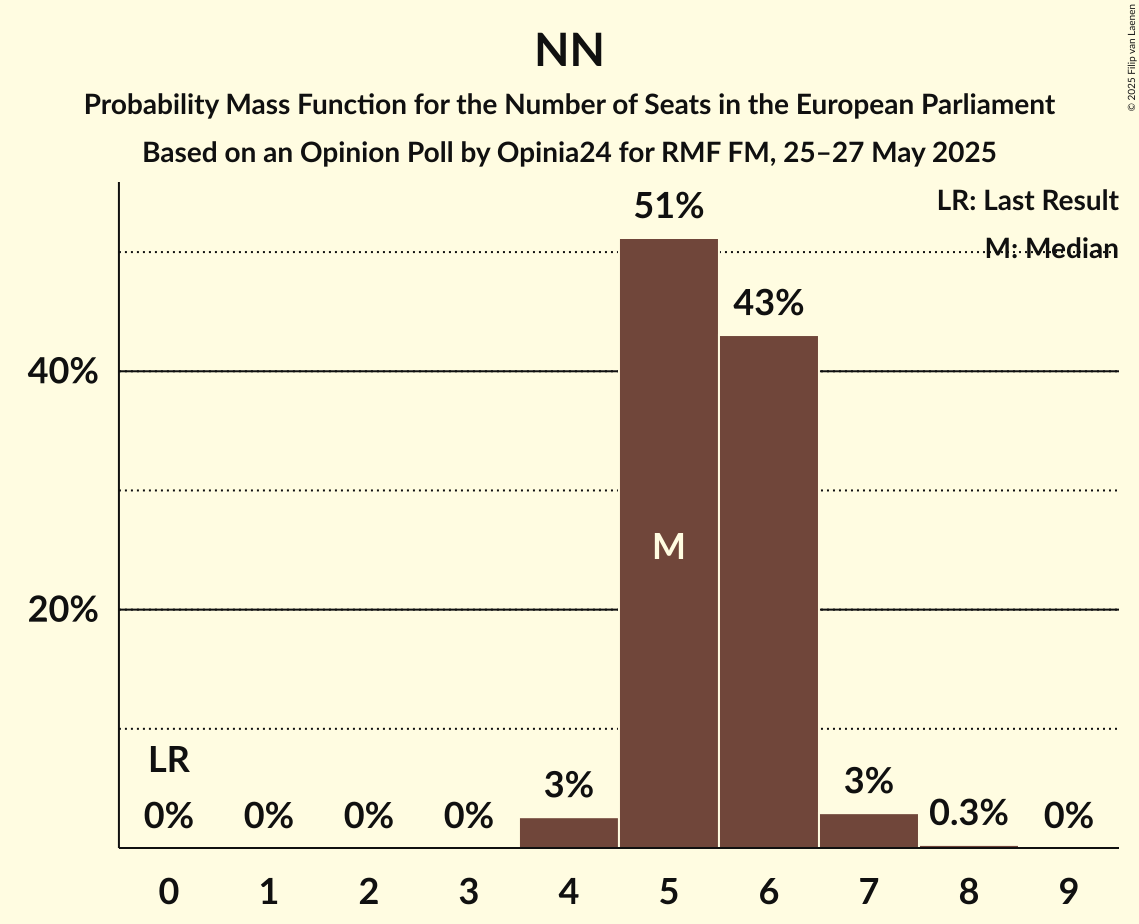 NN
Probability Mass Function for the Number of Seats in the European Parliament
Based on an Opinion Poll by Opinia24 for RMF FM, 25–27 May 2025
© 2025 Filip van Laenen
LR: Last Result
M: Median
51%
43%
40%
M
20%
LR
0% 0% 0% 0% 3% 3% 0.3% 0%
0 1 2 3 4 5 6 7 8 9